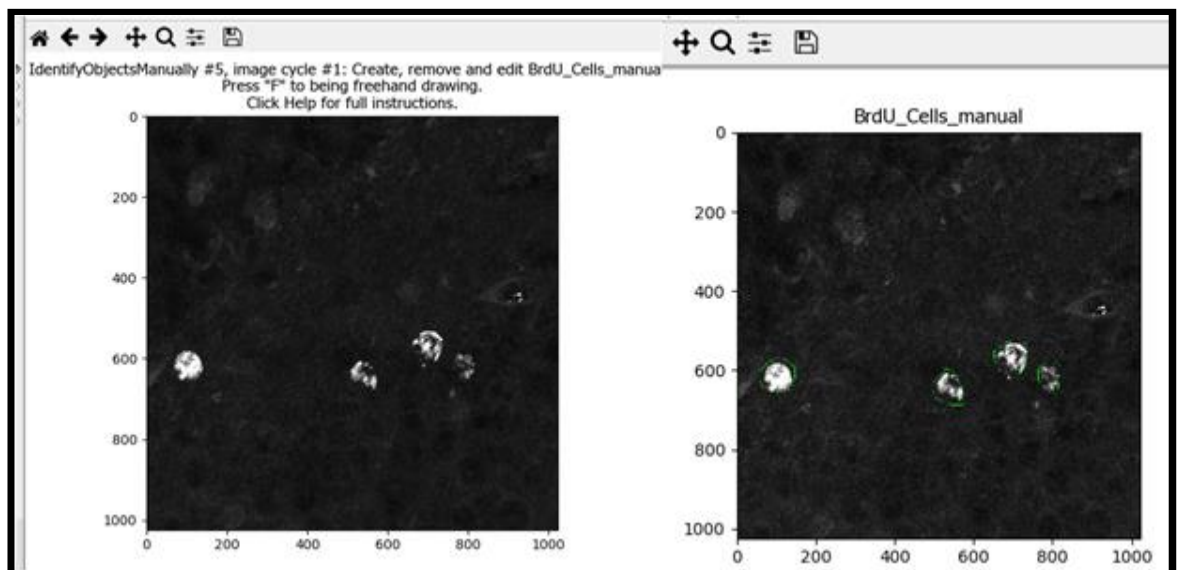 IdentifyObjectsManually #5, image cycle #1: Create, remove and edit BrdU_Cells_manua
Press "F" to being freehand drawing.
Click Help for full instructions.
0
200
400
600
800
1000
0 200 400 600 800 1000
BrdU_Cells_manual
0
200
400
600
800
1000
0 200 400 600 800 1000